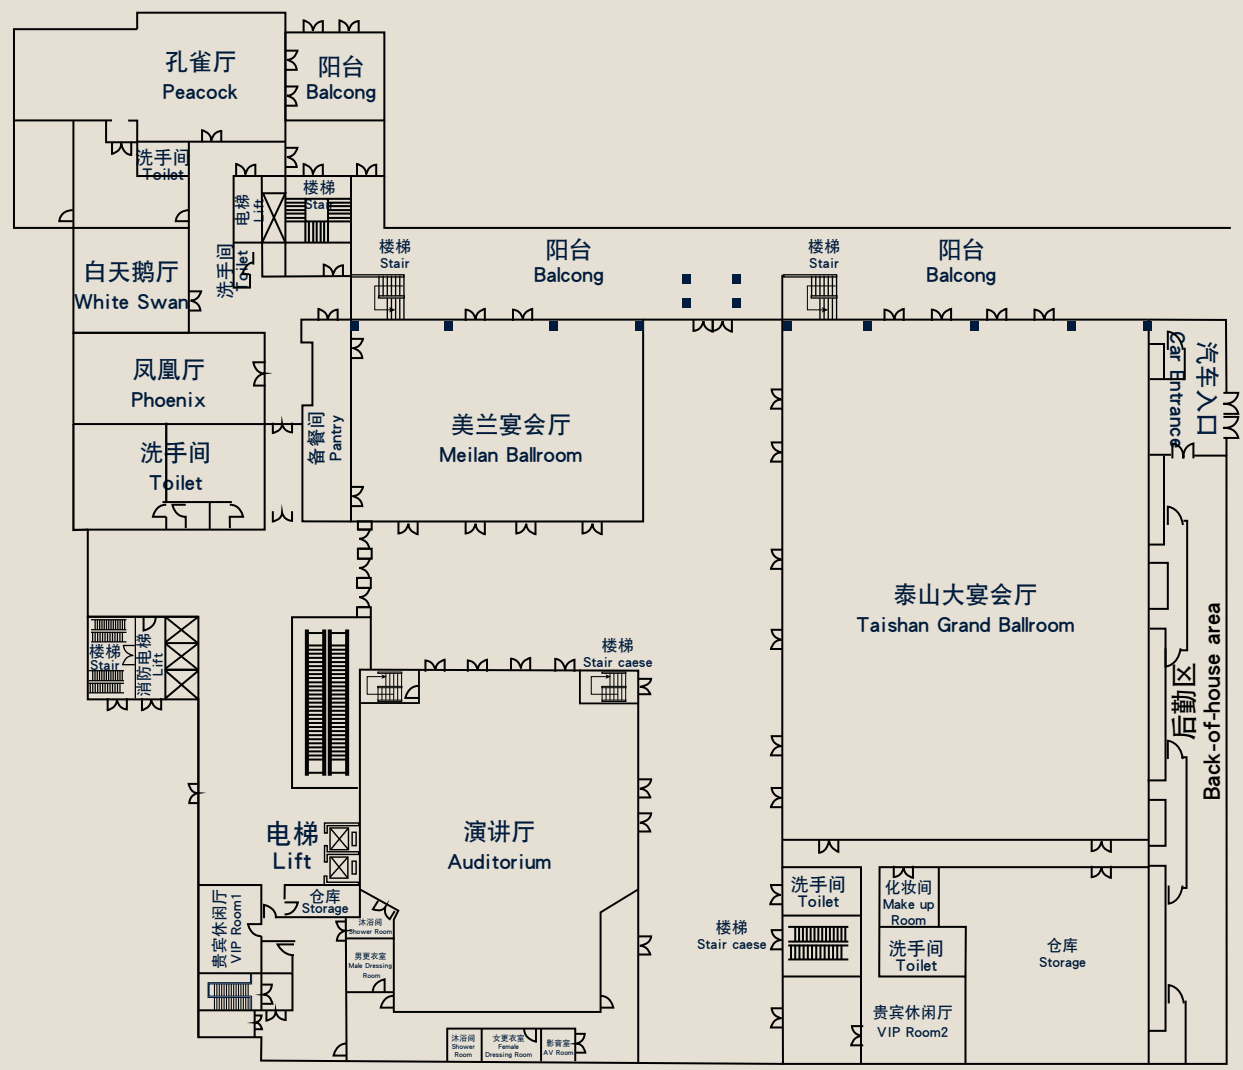 孔雀厅
Peacock
阳台
Balcong
洗手间
Toilet
电梯
Lift
楼梯
Stair
洗手间
Toilet
白天鹅厅
White Swan
楼梯
Stair
阳台
Balcong
楼梯
Stair
阳台
Balcong
凤凰厅
Phoenix
洗手间
Toilet
备餐间
Pantry
美兰宴会厅
Meilan Ballroom
汽车入口
Car Entrance
泰山大宴会厅
Taishan Grand Ballroom
后勤区
Back-of-house area
楼梯
Stair
消防电梯
Lift
楼梯
Stair caese
电梯
Lift
演讲厅
Auditorium
仓库
Storage
贵宾休闲厅
VIP Room1
沐浴间
Shower Room
男更衣室
Male Dressing
Room
沐浴间
Shower
Room
女更衣室
Female
Dressing Room
影音室
AV Room
楼梯
Stair caese
洗手间
Toilet
化妆间
Make up
Room
洗手间
Toilet
仓库
Storage
贵宾休闲厅
VIP Room2